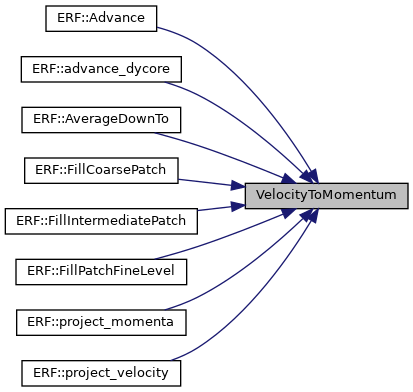 ERF::Advance
ERF::advance_dycore
ERF::AverageDownTo
ERF::FillCoarsePatch
VelocityToMomentum
ERF::FillIntermediatePatch
ERF::FillPatchFineLevel
ERF::project_momenta
ERF::project_velocity